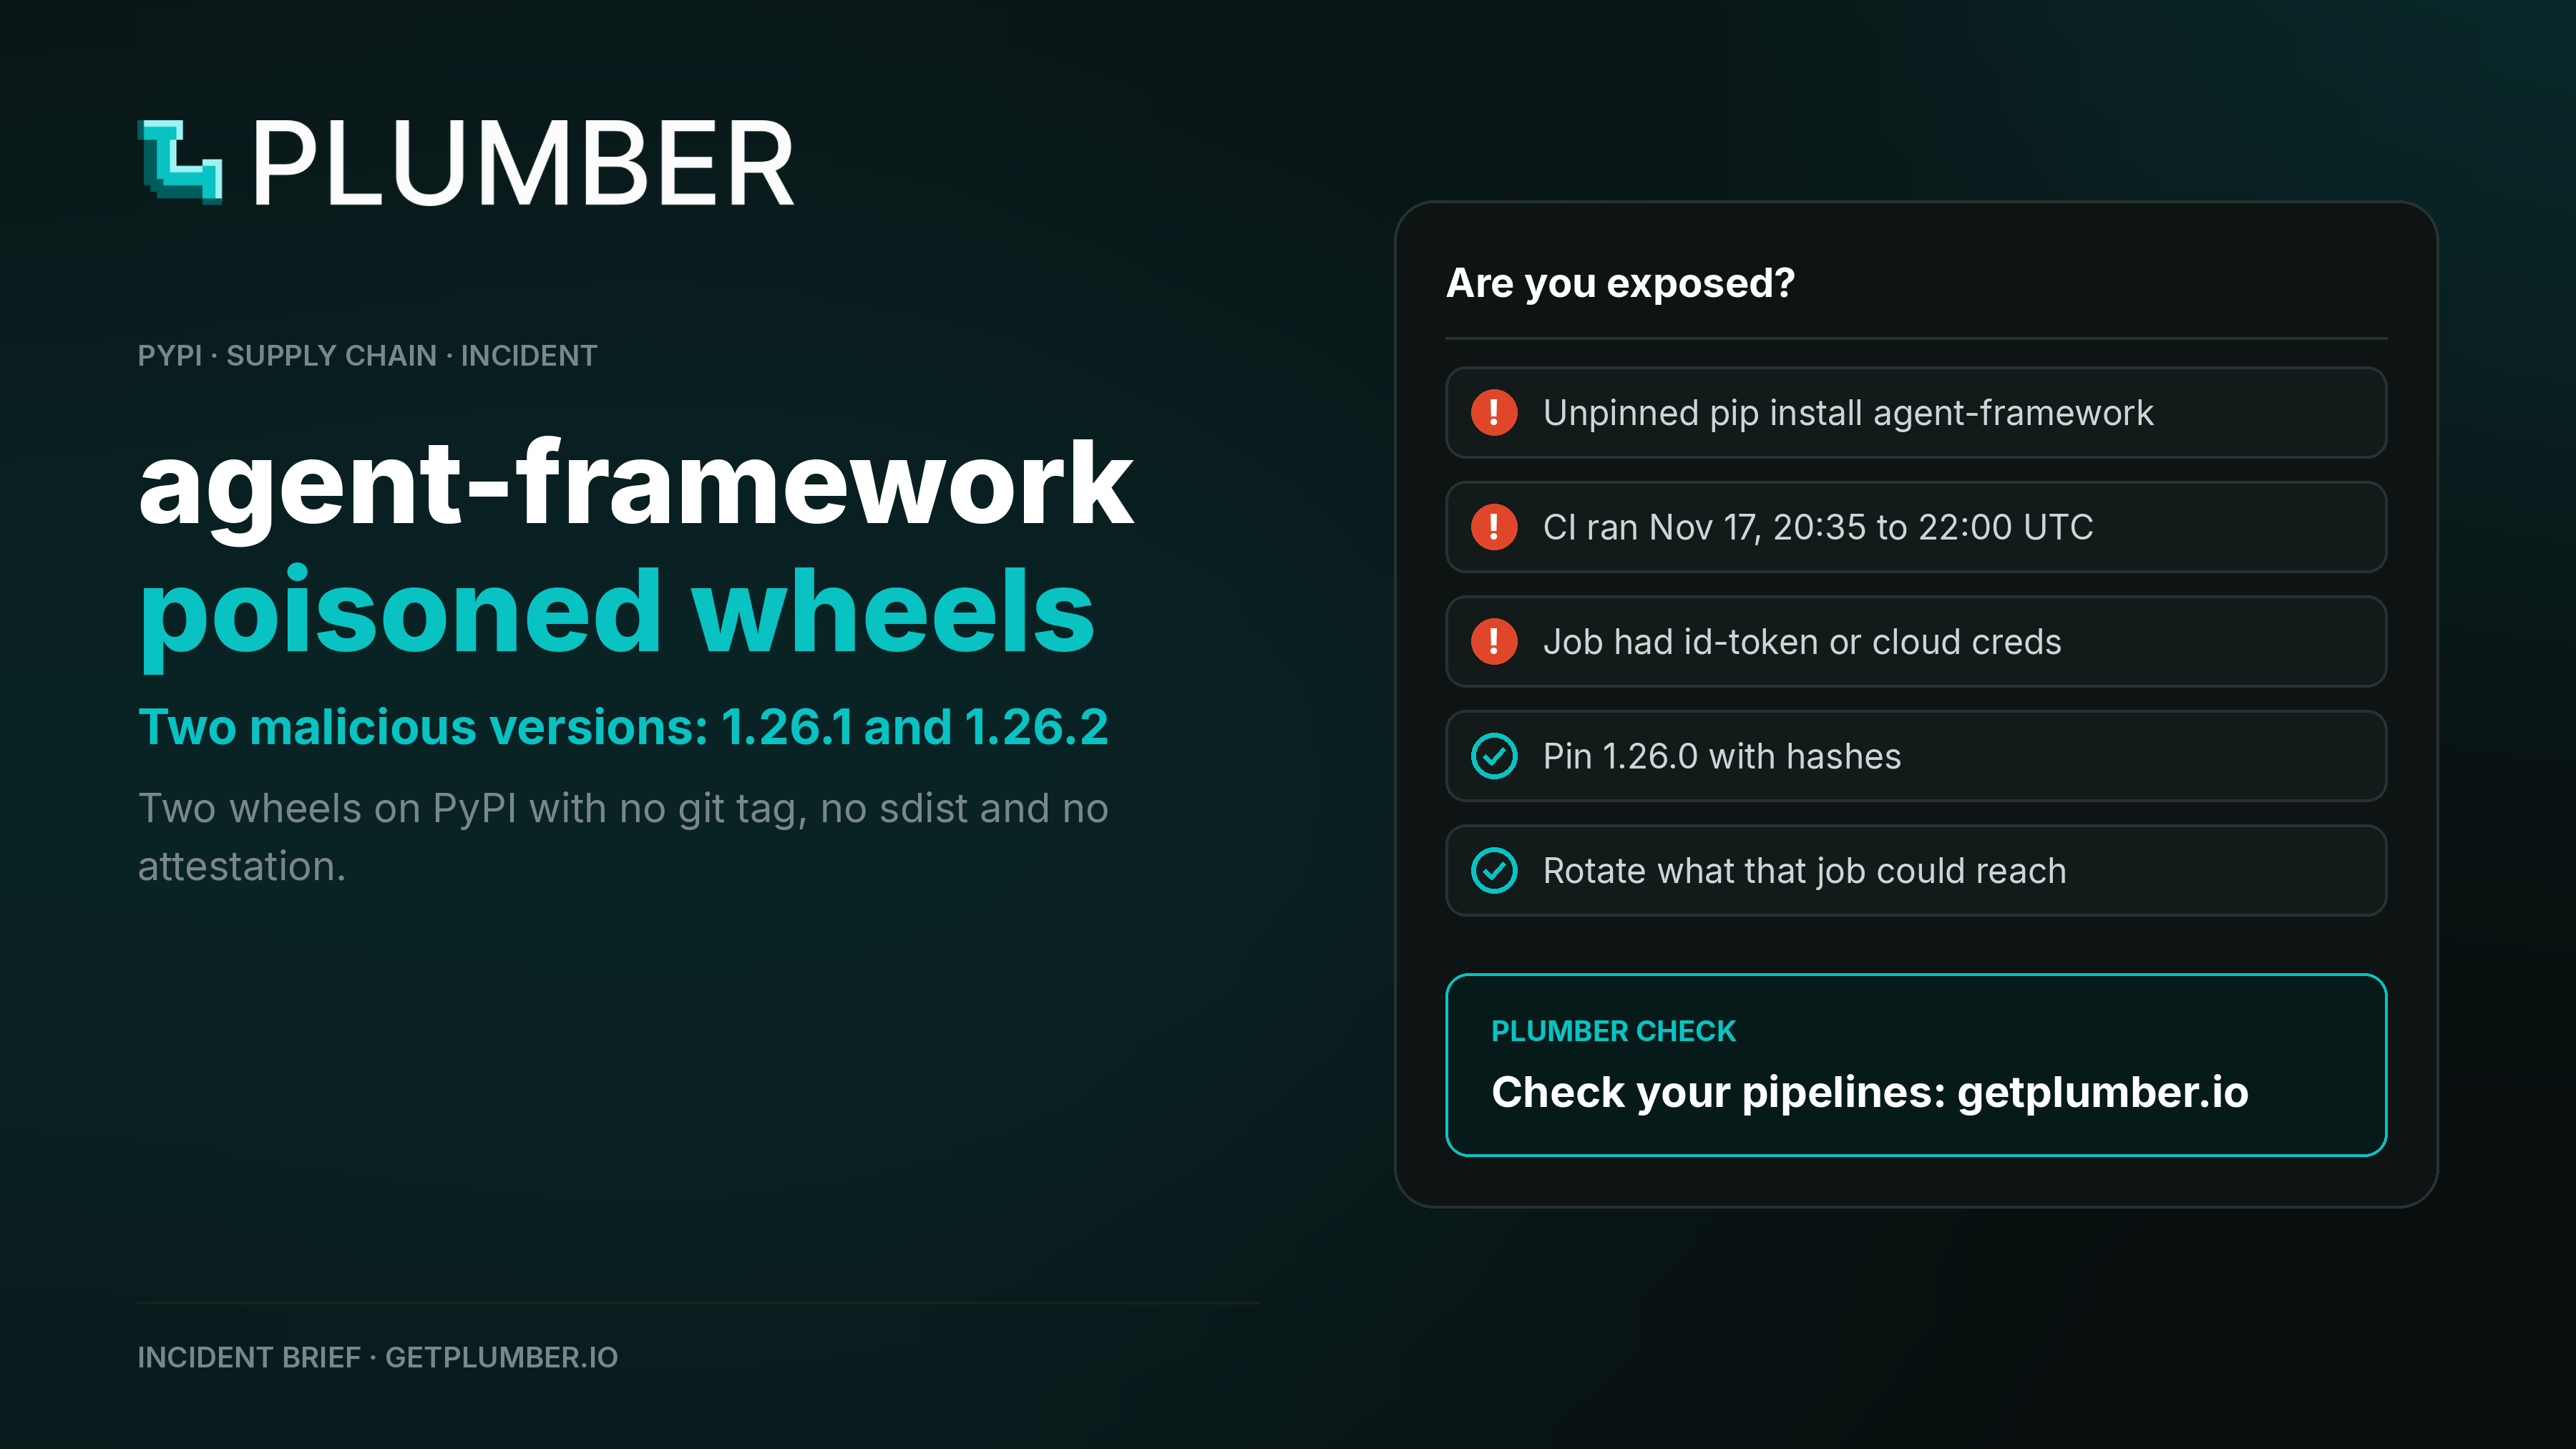 PLUMBER
PYPI · SUPPLY CHAIN · INCIDENT
agent-framework
poisoned wheels
Two malicious versions: 1.26.1 and 1.26.2
Two wheels on PyPI with no git tag, no sdist and no
attestation.
INCIDENT BRIEF · GETPLUMBER.IO
Are you exposed?
! Unpinned pip install agent-framework
! CI ran Nov 17, 20:35 to 22:00 UTC
! Job had id-token or cloud creds
Pin 1.26.0 with hashes
Rotate what that job could reach
PLUMBER CHECK
Check your pipelines: getplumber.io